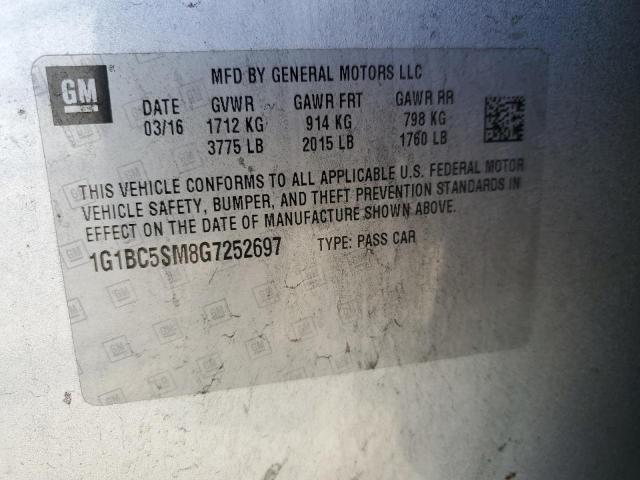 GM
MFD BY GENERAL MOTORS LLC
DATE GVWR GAWR FRT GAWR RR
03/16 1712 KG 914 KG 798 KG
3775 LB 2015 LB 1760 LB
THIS VEHICLE CONFORMS TO ALL APPLICABLE U.S. FEDERAL MOTOR
VEHICLE SAFETY, BUMPER, AND THEFT PREVENTION STANDARDS IN
EFFECT ON THE DATE OF MANUFACTURE SHOWN ABOVE.
1G1BC5SM8G7252697 TYPE: PASS CAR